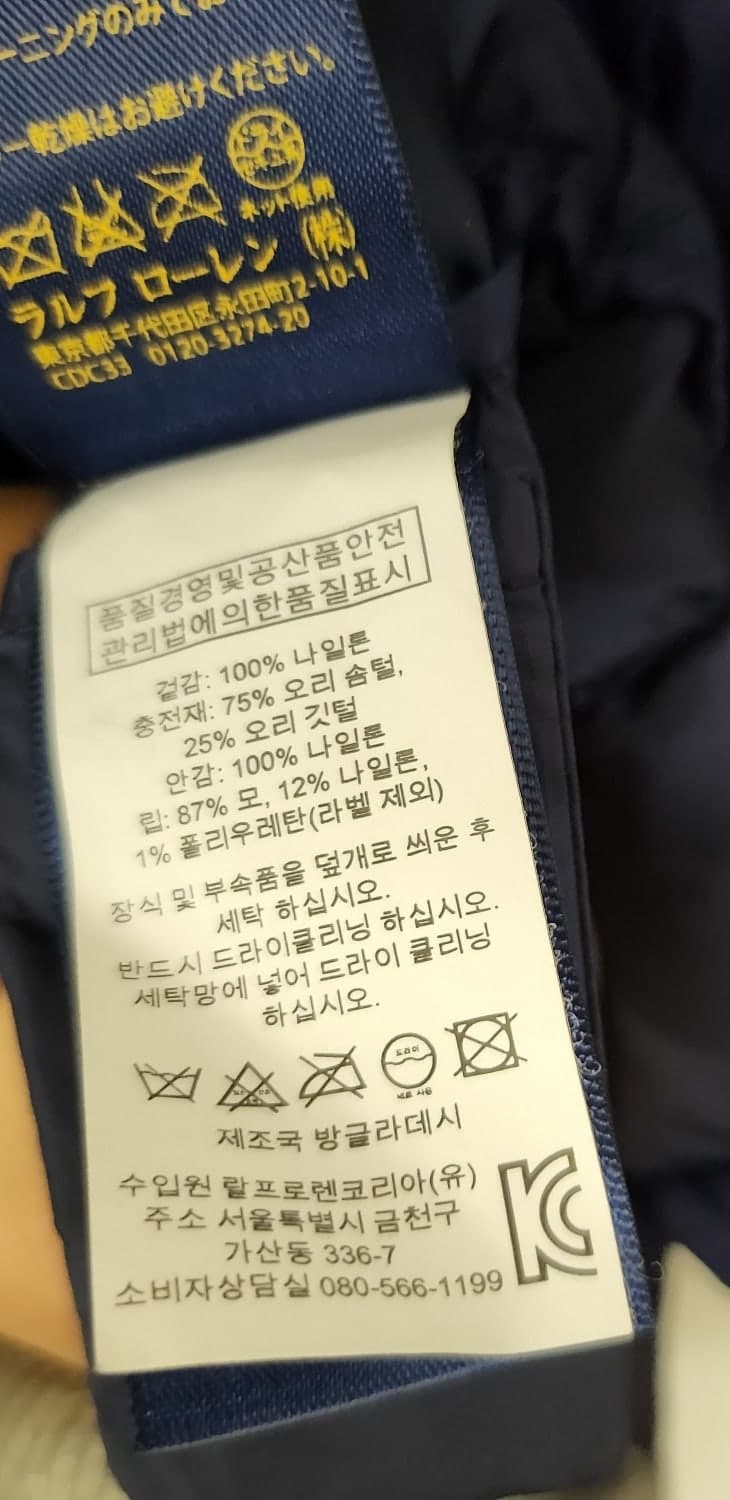 ーニングのみでお
ー乾燥はお避けください。
ドライ
ネット使用
ラルフ ローレン (株)
東京都千代田区永田町2-10-1
CDC33 0120-3274-20
품질경영및공산품안전
관리법에의한품질표시
겉감: 100% 나일론
충전재: 75% 오리 솜털,
25% 오리 깃털
안감: 100% 나일론
립: 87% 모, 12% 나일론,
1% 폴리우레탄(라벨 제외)
장식 및 부속품을 덮개로 씌운 후
세탁 하십시오.
반드시 드라이클리닝 하십시오.
세탁망에 넣어 드라이 클리닝
하십시오.
드라이
네트 사용
제조국 방글라데시
수입원 랄프로렌코리아(유)
주소 서울특별시 금천구
가산동 336-7
소비자상담실 080-566-1199
KC